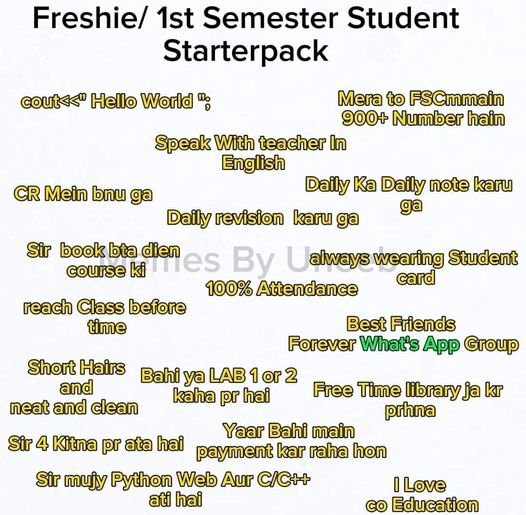 Freshie/ 1st Semester Student
Starterpack
cout<<" Hello World ";
Mera to FSCmmain
900+ Number hain
Speak With teacher In
English
CR Mein bnu ga
Daily Ka Daily note karu
ga
Daily revision karu ga
Sir book bta dien
course ki
Memes By Uneeb
always wearing Student
card
100% Attendance
reach Class before
time
Best Friends
Forever What's App Group
Short Hairs
and
neat and clean
Bahi ya LAB 1 or 2
kaha pr hai
Free Time library ja kr
prhna
Sir 4 Kitna pr ata hai
Yaar Bahi main
payment kar raha hon
Sir mujy Python Web Aur C/C++
ati hai
I Love
co Education